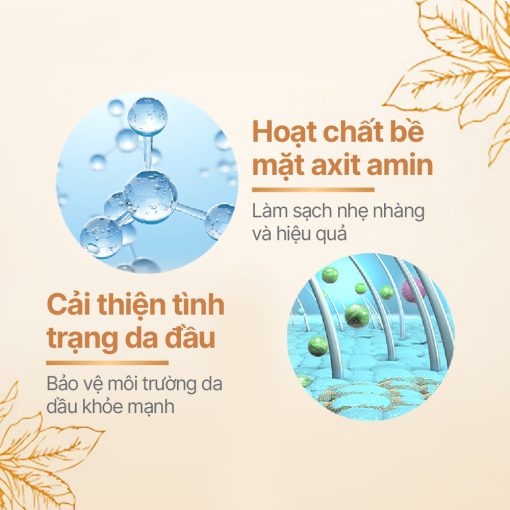 Hoạt chất bề
mặt axit amin
Làm sạch nhẹ nhàng
và hiệu quả
Cải thiện tình
trạng da đầu
Bảo vệ môi trường da
dầu khỏe mạnh